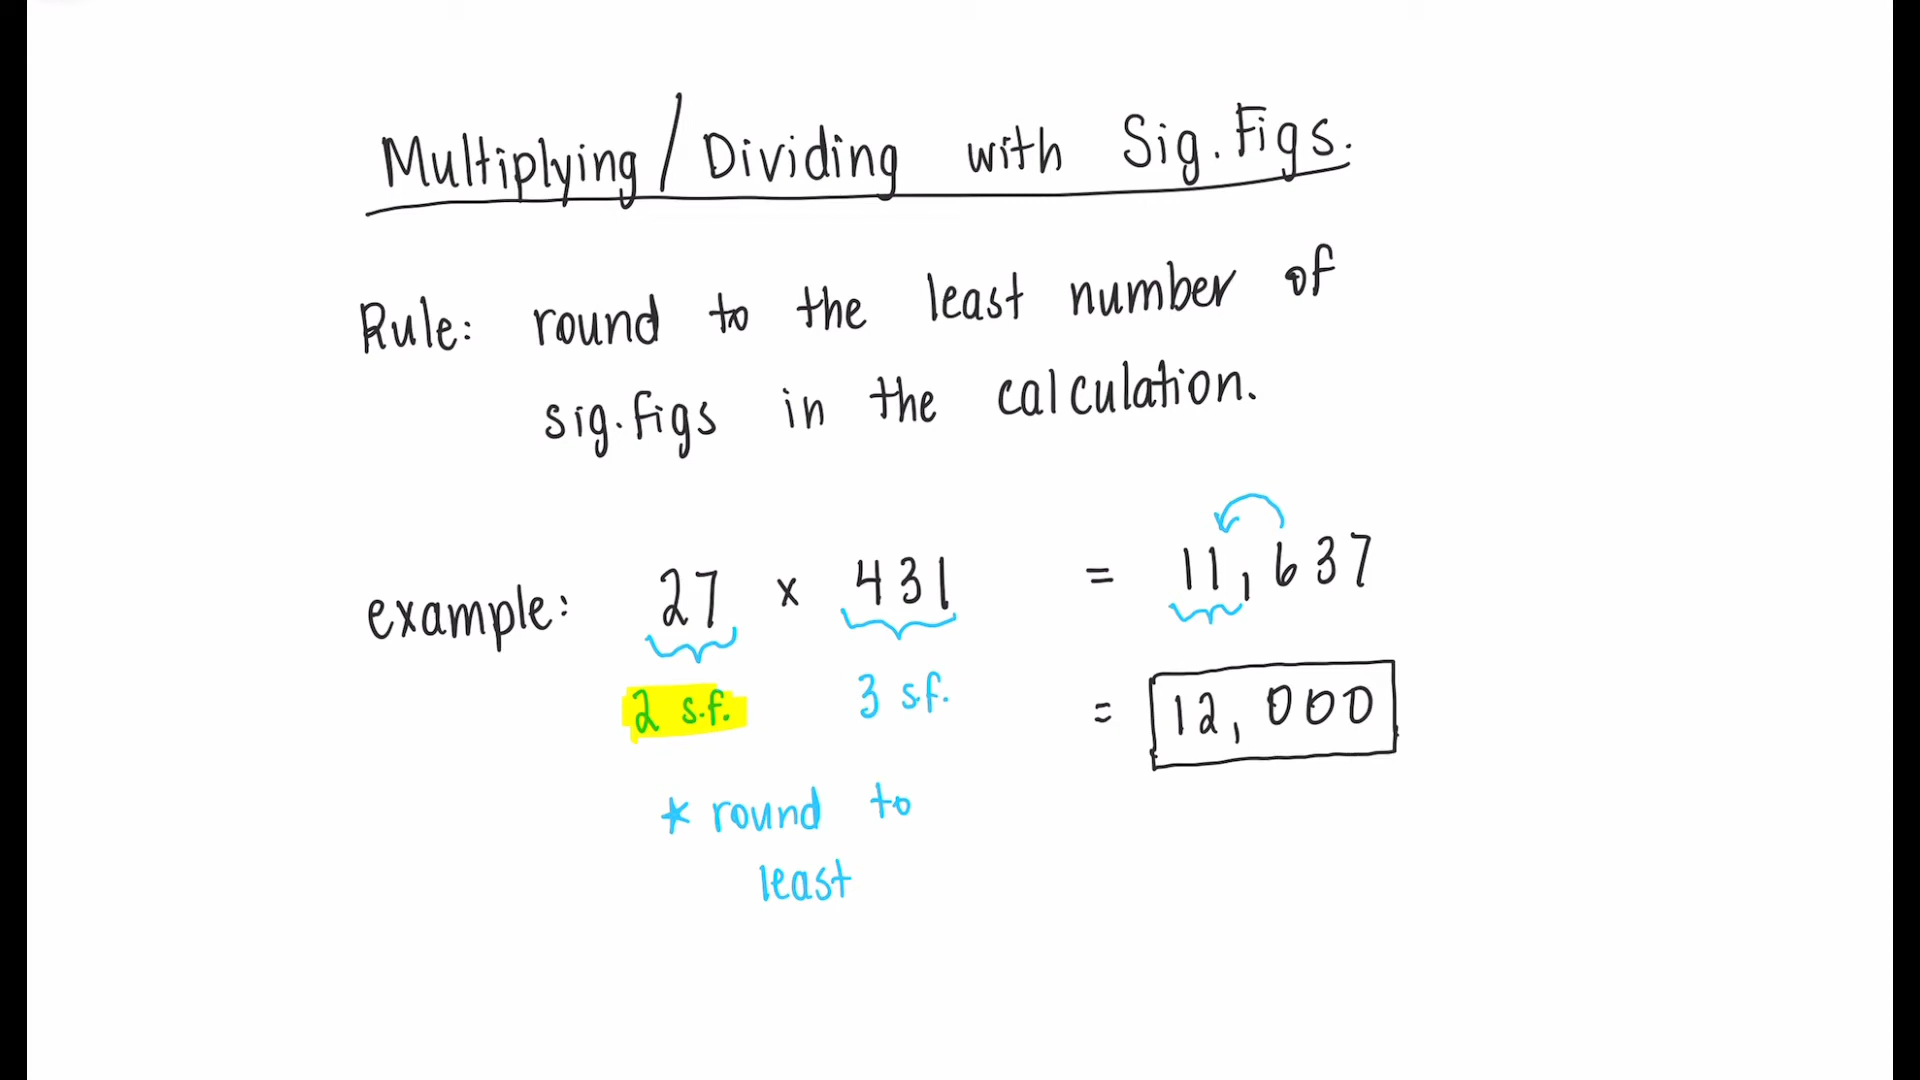 Multiplying/Dividing with Sig.Figs.
Rule: round to the least number of
sig.figs in the calculation.
example: 27 x 431 = 11,637
2 s.f. 3 s.f. = 12,000
* round to
least